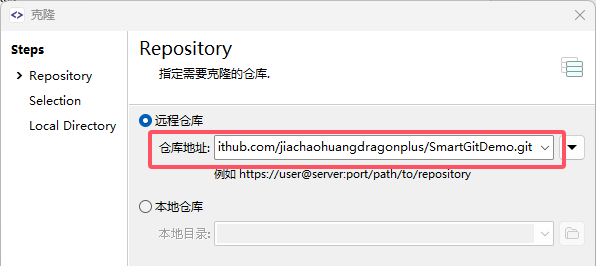 克隆
Steps
Repository
Selection
Local Directory
Repository
指定需要克隆的仓库.
远程仓库
仓库地址: ithub.com/jiachaohuangdragonplus/SmartGitDemo.git
例如 https://user@server:port/path/to/repository
本地仓库
本地目录: